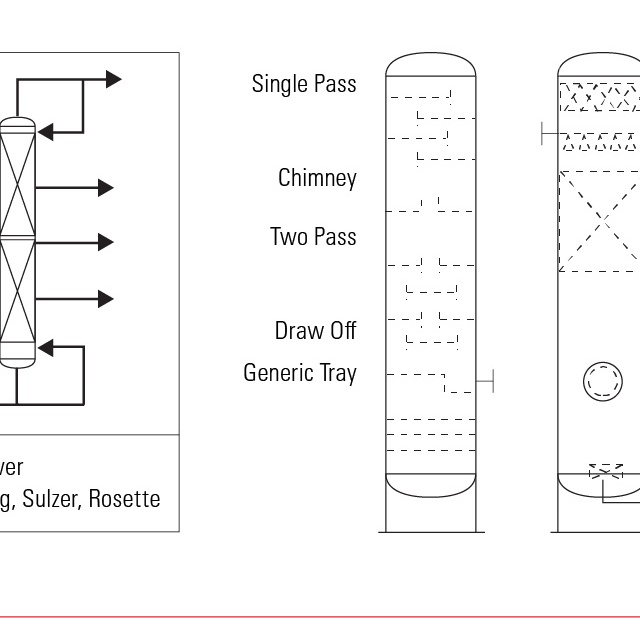 Single Pass
Chimney
Two Pass
Draw Off
Generic Tray
Sulzer, Rosette